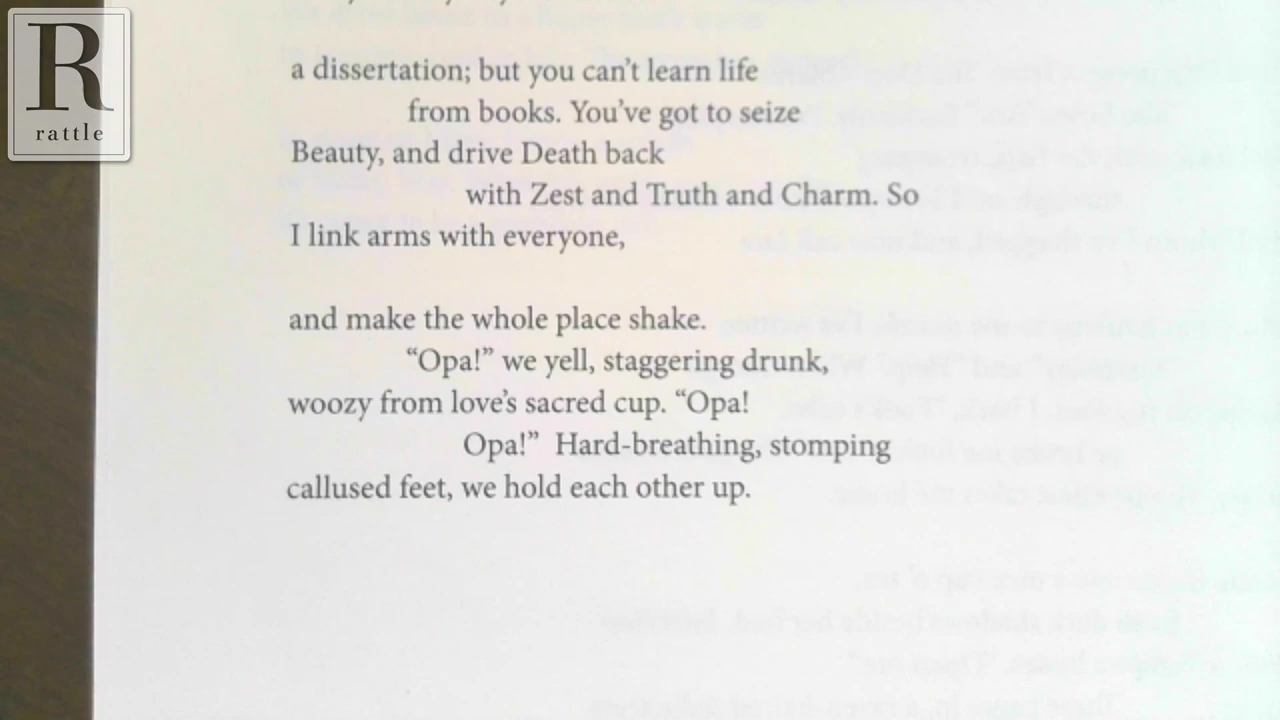 R
rattle
a dissertation; but you can't learn life
from books. You've got to seize
Beauty, and drive Death back
with Zest and Truth and Charm. So
I link arms with everyone,
and make the whole place shake.
“Opa!” we yell, staggering drunk,
woozy from love's sacred cup. “Opa!
Opa!”  Hard-breathing, stomping
callused feet, we hold each other up.